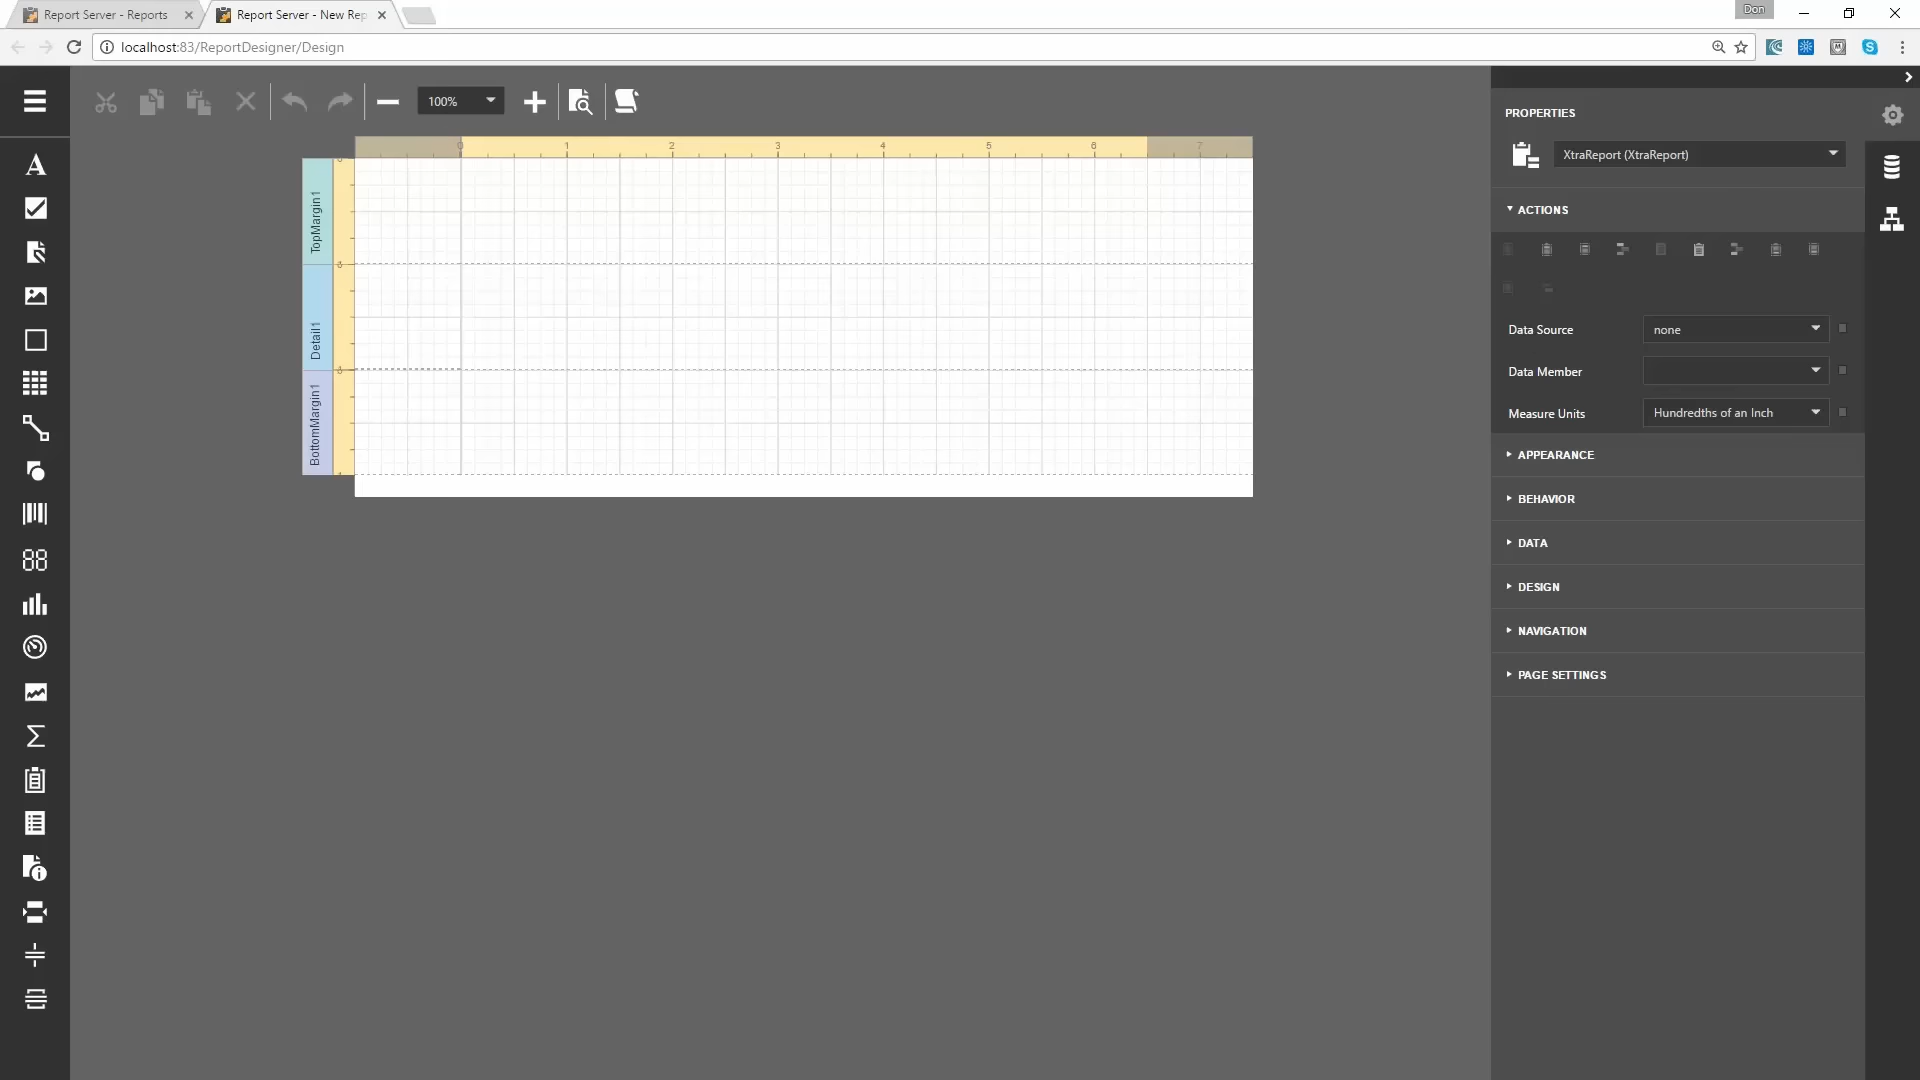 Report Server - Reports
Report Server - New Rep
Don
localhost:83/ReportDesigner/Design
100%
0 1 2 3 4 5 6 7
TopMargin1
Detail1
BottomMargin1
PROPERTIES
XtraReport (XtraReport)
ACTIONS
Data Source
none
Data Member
Measure Units
Hundredths of an Inch
APPEARANCE
BEHAVIOR
DATA
DESIGN
NAVIGATION
PAGE SETTINGS